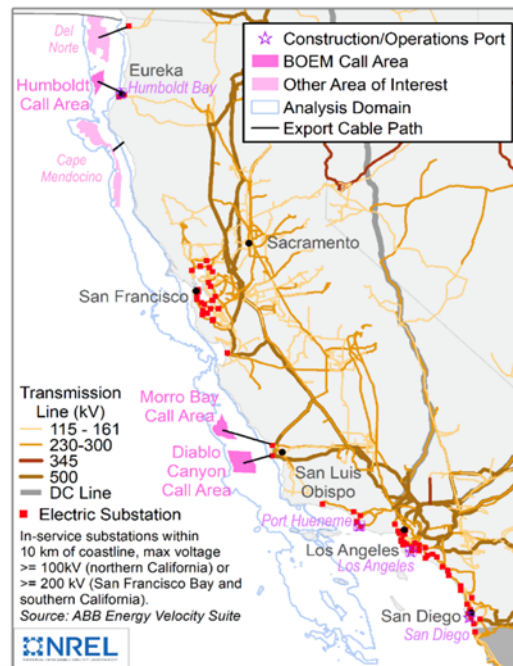 Del
Norte
Humboldt
Call Area
Eureka
Humboldt Bay
Cape
Mendocino
Construction/Operations Port
BOEM Call Area
Other Area of Interest
Analysis Domain
Export Cable Path
Sacramento
San Francisco
Morro Bay
Call Area
Diablo
Canyon
Call Area
San Luis
Obispo
Port Hueneme
Los Angeles
Los Angeles
San Diego
San Diego
Transmission
Line (kV)
115 - 161
230-300
345
500
DC Line
Electric Substation
In-service substations within
10 km of coastline, max voltage
>= 100kV (northern California) or
>= 200 kV (San Francisco Bay and
southern California).
Source: ABB Energy Velocity Suite
NREL